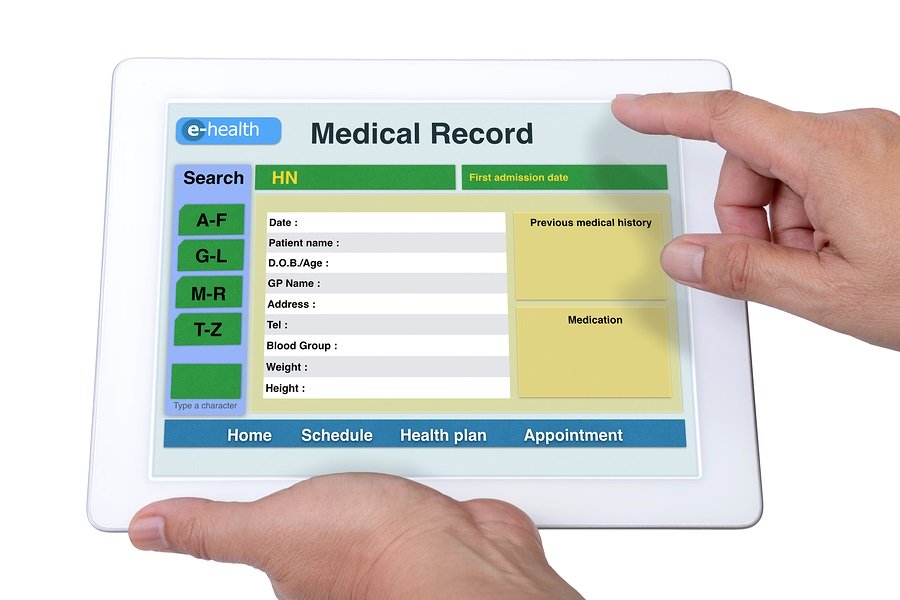 e-health
Medical Record
Search
HN
First admission date
A-F
G-L
M-R
T-Z
Type a character
Date :
Patient name :
D.O.B./Age :
GP Name :
Address :
Tel :
Blood Group :
Weight :
Height :
Previous medical history
Medication
Home Schedule Health plan Appointment